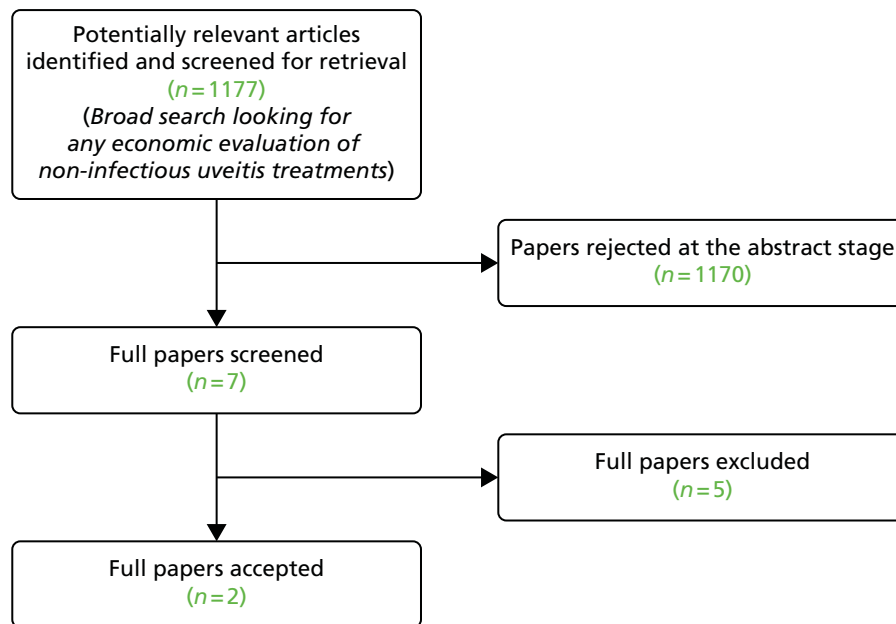 Potentially relevant articles
identified and screened for retrieval
(n=1177)
(Broad search looking for
any economic evaluation of
non-infectious uveitis treatments)
Papers rejected at the abstract stage
(n=1170)
Full papers screened
(n=7)
Full papers excluded
(n=5)
Full papers accepted
(n=2)